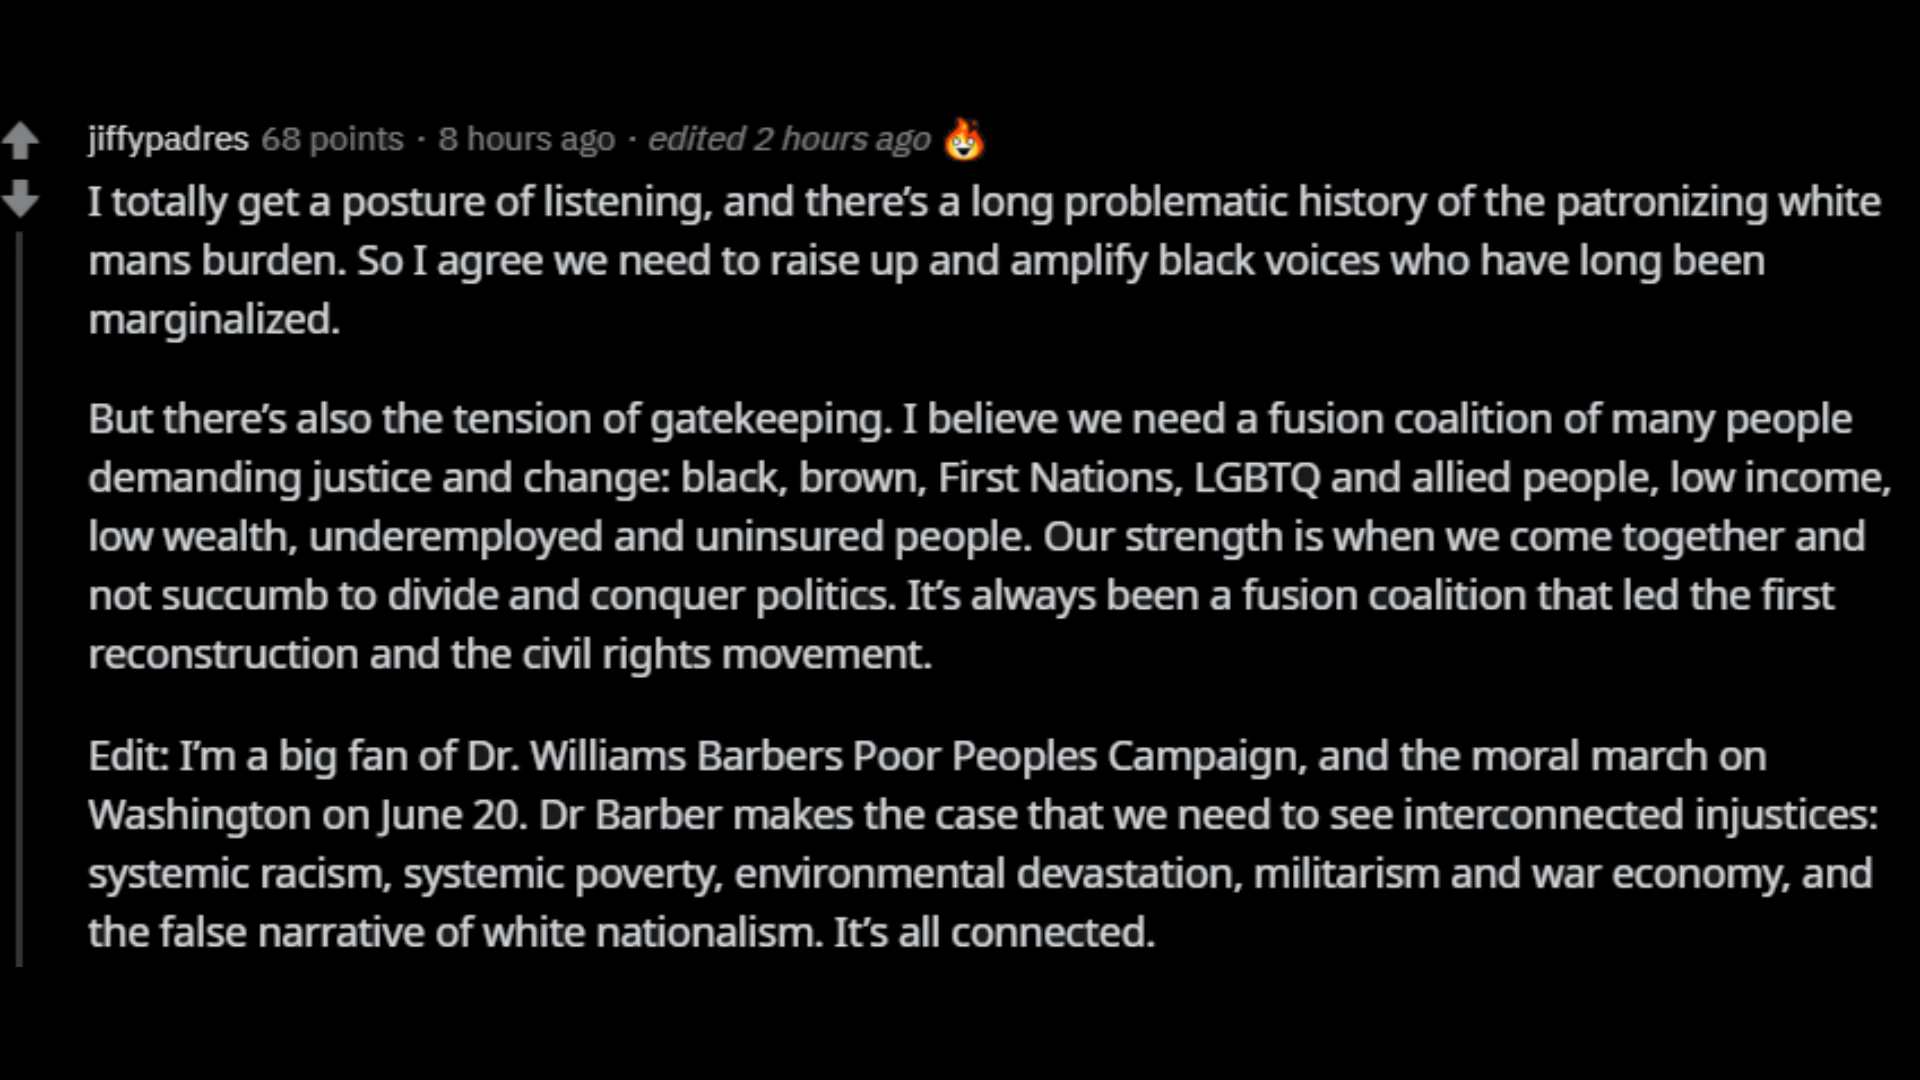 jiffypadres 68 points · 8 hours ago · edited 2 hours ago
I totally get a posture of listening, and there’s a long problematic history of the patronizing white
mans burden. So I agree we need to raise up and amplify black voices who have long been
marginalized.
But there’s also the tension of gatekeeping. I believe we need a fusion coalition of many people
demanding justice and change: black, brown, First Nations, LGBTQ and allied people, low income,
low wealth, underemployed and uninsured people. Our strength is when we come together and
not succumb to divide and conquer politics. It’s always been a fusion coalition that led the first
reconstruction and the civil rights movement.
Edit: I’m a big fan of Dr. Williams Barbers Poor Peoples Campaign, and the moral march on
Washington on June 20. Dr Barber makes the case that we need to see interconnected injustices:
systemic racism, systemic poverty, environmental devastation, militarism and war economy, and
the false narrative of white nationalism. It’s all connected.